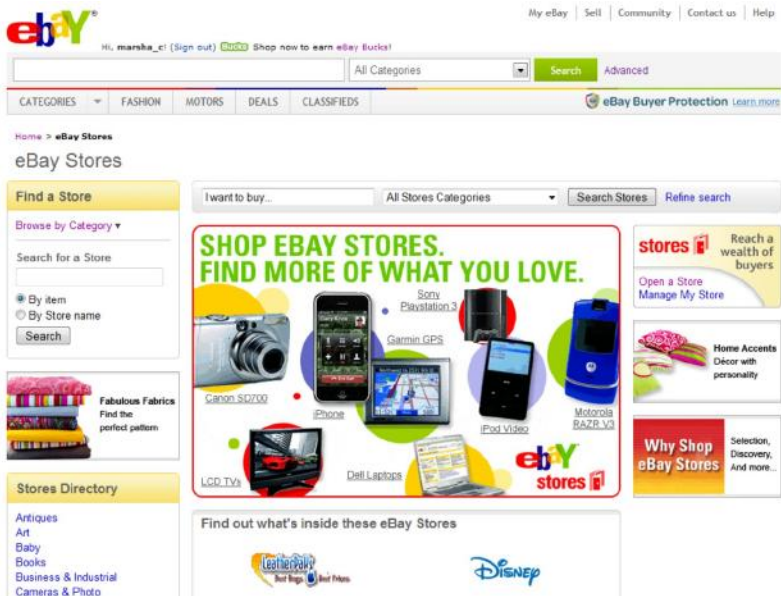 My eBay | Sell | Community | Contact us | Help
ebaY®
Hi, marsha_c! (Sign out) Bucks Shop now to earn eBay Bucks!
All Categories Search Advanced
CATEGORIES FASHION MOTORS DEALS CLASSIFIEDS
eBay Buyer Protection Learn more
Home > eBay Stores
eBay Stores
Find a Store
Browse by Category
Search for a Store
By item
By Store name
Search
I want to buy... All Stores Categories Search Stores Refine search
SHOP EBAY STORES.
FIND MORE OF WHAT YOU LOVE.
Sony
Playstation 3
Garmin GPS
Canon SD700
iPhone
iPod Video
Motorola
RAZR V3
LCD TVs
Dell Laptops
ebY
stores
stores
Reach a
wealth of
buyers
Open a Store
Manage My Store
Home Accents
Décor with
personality
Why Shop
eBay Stores
Selection,
Discovery,
And more...
Fabulous Fabrics
Find the
perfect pattern
Stores Directory
Antiques
Art
Baby
Books
Business & Industrial
Cameras & Photo
Find out what's inside these eBay Stores
Best Bags. Best Prices.
Disney